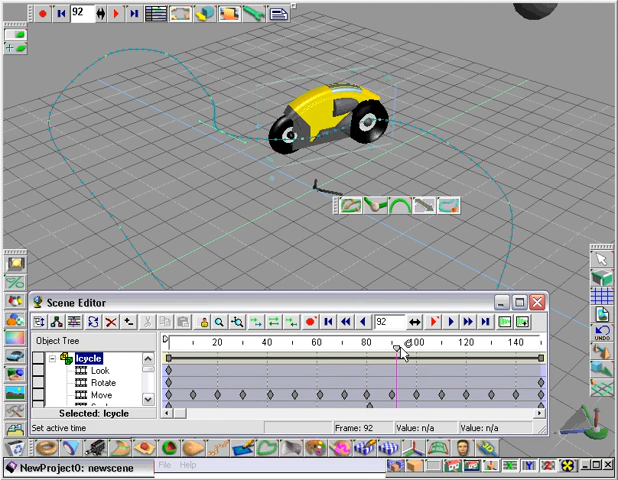 92
Scene Editor
92
Object Tree
20 40 60 80 100 120 140
lcycle
Look
Rotate
Move
Selected: lcycle
Set active time
Frame: 92
Value: n/a
Value: n/a
UNDO
NewProject0: newscene
File Help